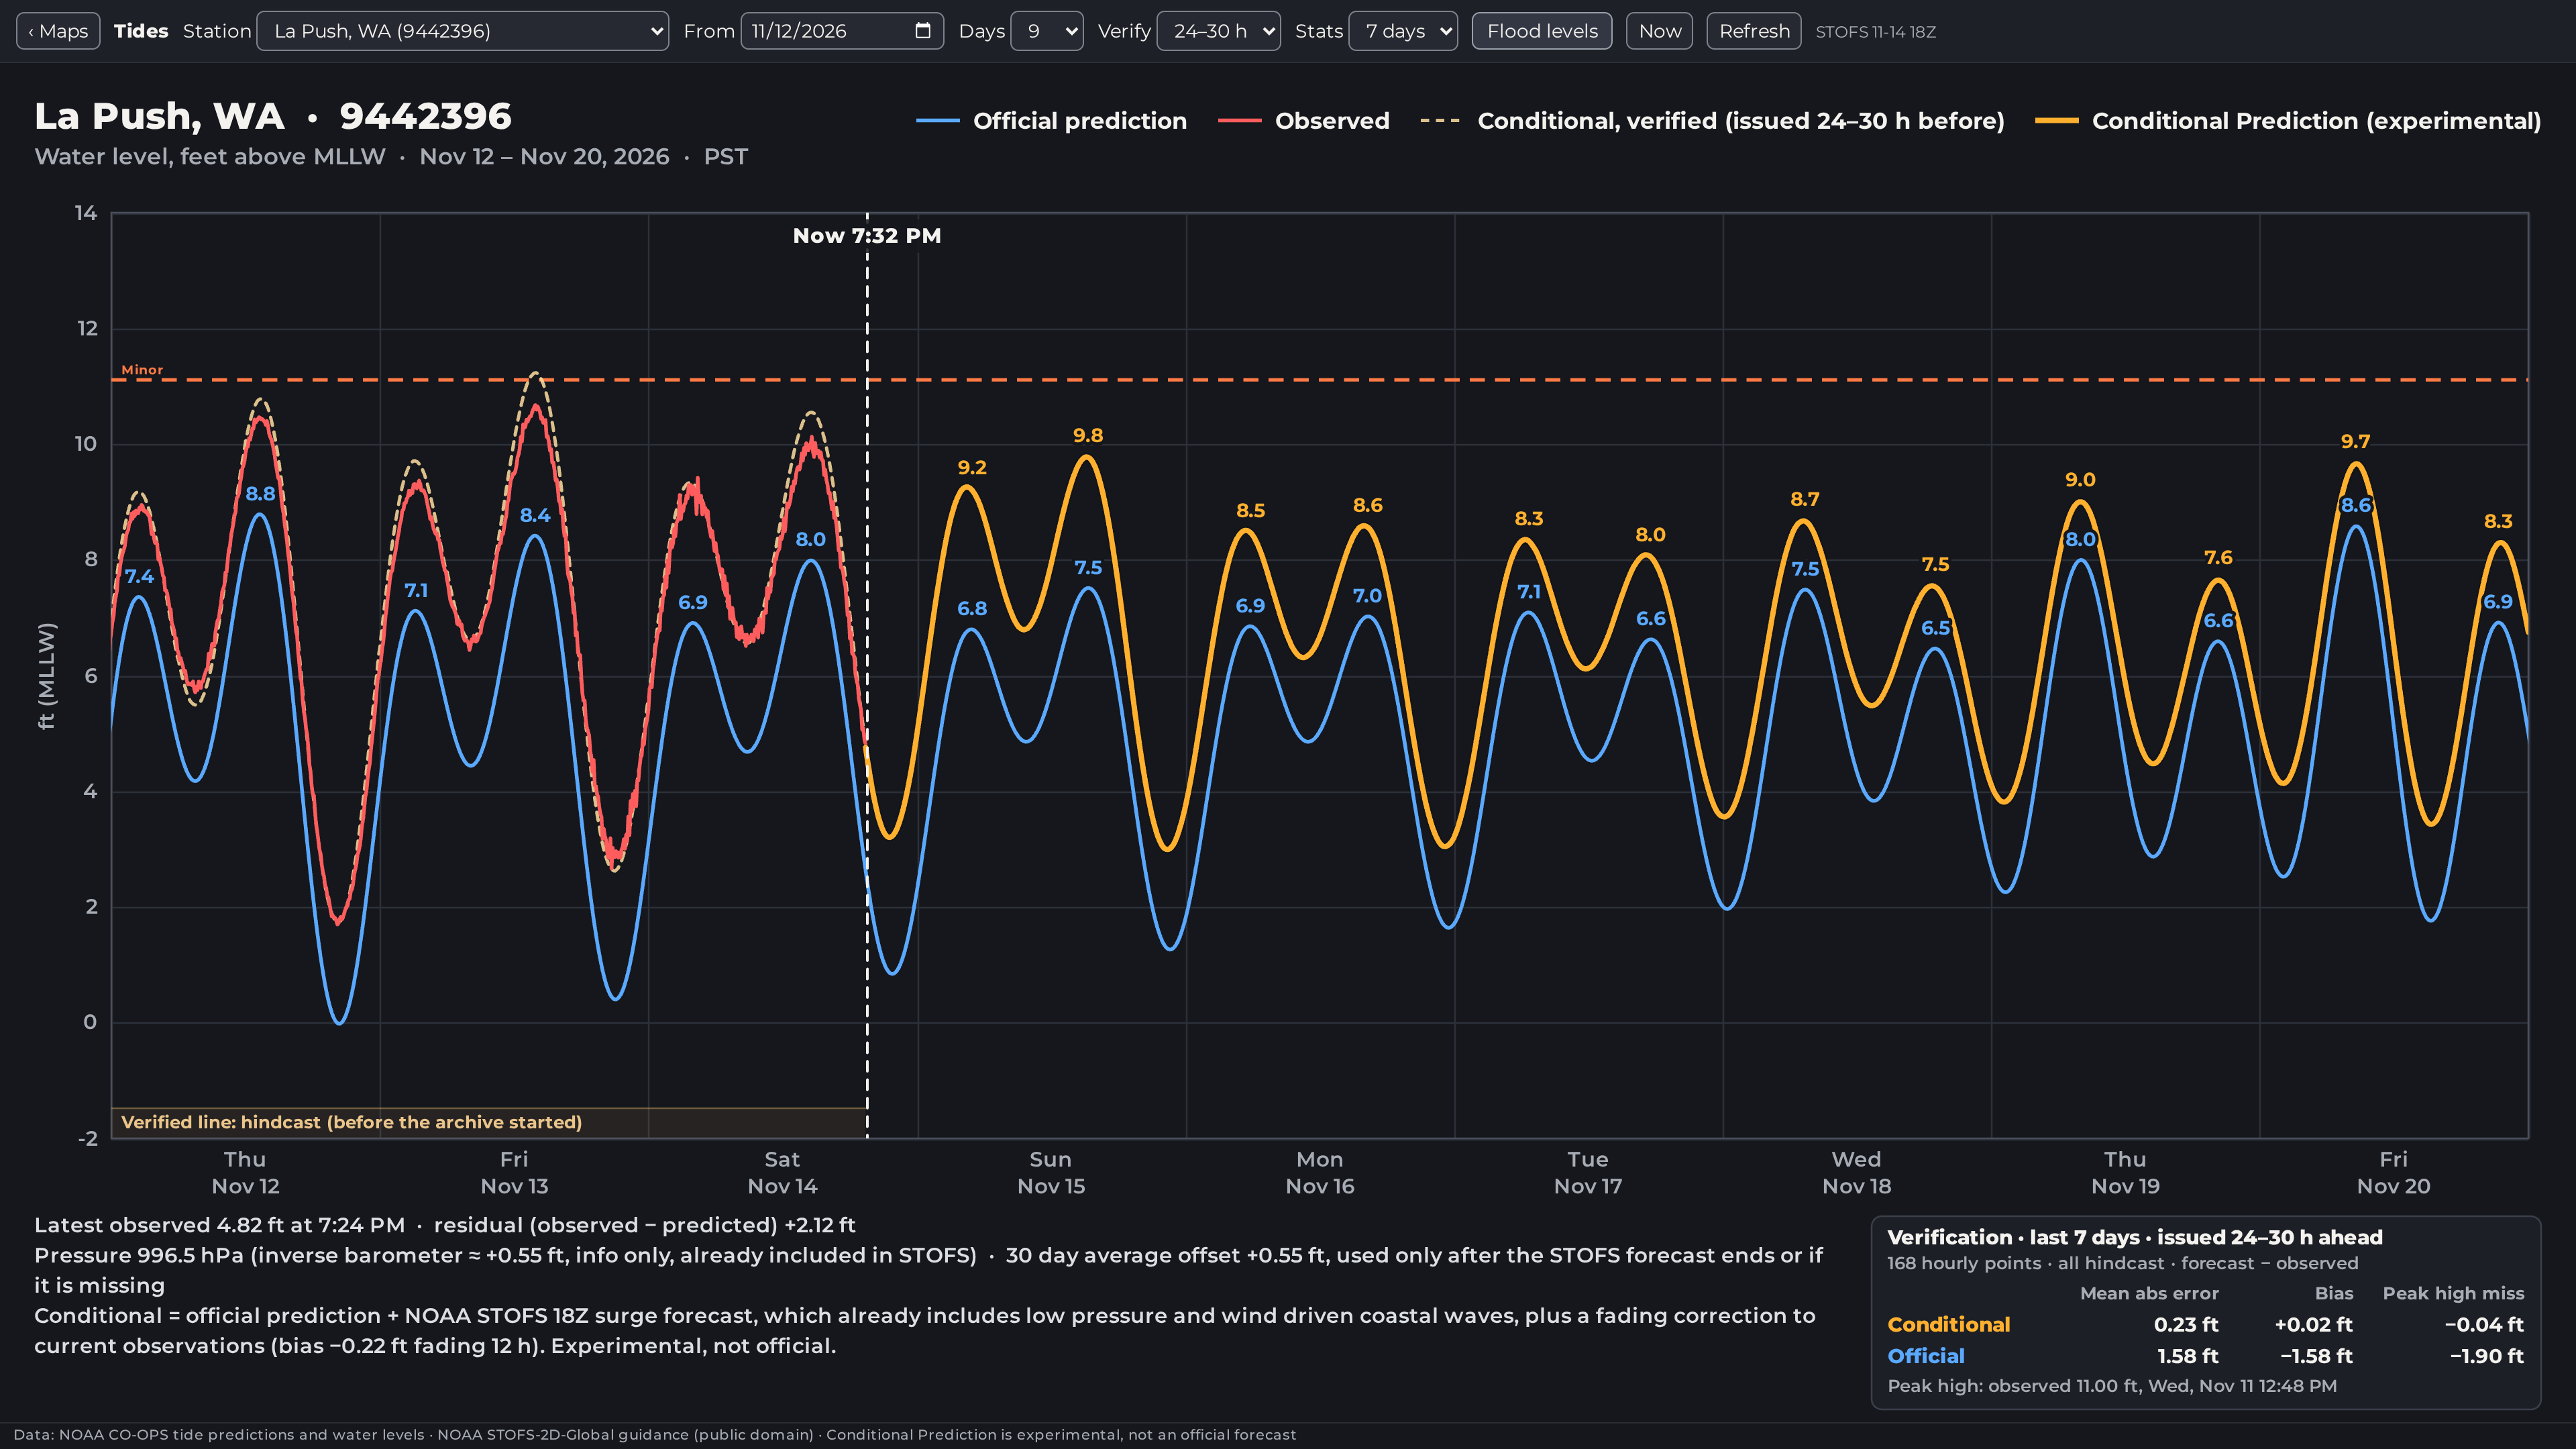 ‹ Maps Tides Station La Push, WA (9442396) From 11/12/2026 Days 9 Verify 24–30 h Stats 7 days Flood levels Now Refresh STOFS 11-14 18Z
La Push, WA · 9442396
Water level, feet above MLLW · Nov 12 – Nov 20, 2026 · PST
Official prediction Observed Conditional, verified (issued 24–30 h before) Conditional Prediction (experimental)
14
12
10
8
6
4
2
0
-2
ft (MLLW)
Now 7:32 PM
Minor
7.4 8.8 7.1 8.4 6.9 8.0
9.2 9.8 8.5 8.6 8.3 8.0 8.7 7.5 9.0 7.6 9.7 8.3
6.8 7.5 6.9 7.0 7.1 6.6 7.5 6.5 8.0 6.6 8.6 6.9
Verified line: hindcast (before the archive started)
Thu Fri Sat Sun Mon Tue Wed Thu Fri
Nov 12 Nov 13 Nov 14 Nov 15 Nov 16 Nov 17 Nov 18 Nov 19 Nov 20
Latest observed 4.82 ft at 7:24 PM · residual (observed − predicted) +2.12 ft
Pressure 996.5 hPa (inverse barometer ≈ +0.55 ft, info only, already included in STOFS) · 30 day average offset +0.55 ft, used only after the STOFS forecast ends or if
it is missing
Conditional = official prediction + NOAA STOFS 18Z surge forecast, which already includes low pressure and wind driven coastal waves, plus a fading correction to
current observations (bias −0.22 ft fading 12 h). Experimental, not official.
Verification · last 7 days · issued 24–30 h ahead
168 hourly points · all hindcast · forecast − observed
Mean abs error Bias Peak high miss
Conditional 0.23 ft +0.02 ft −0.04 ft
Official 1.58 ft −1.58 ft −1.90 ft
Peak high: observed 11.00 ft, Wed, Nov 11 12:48 PM
Data: NOAA CO-OPS tide predictions and water levels · NOAA STOFS-2D-Global guidance (public domain) · Conditional Prediction is experimental, not an official forecast